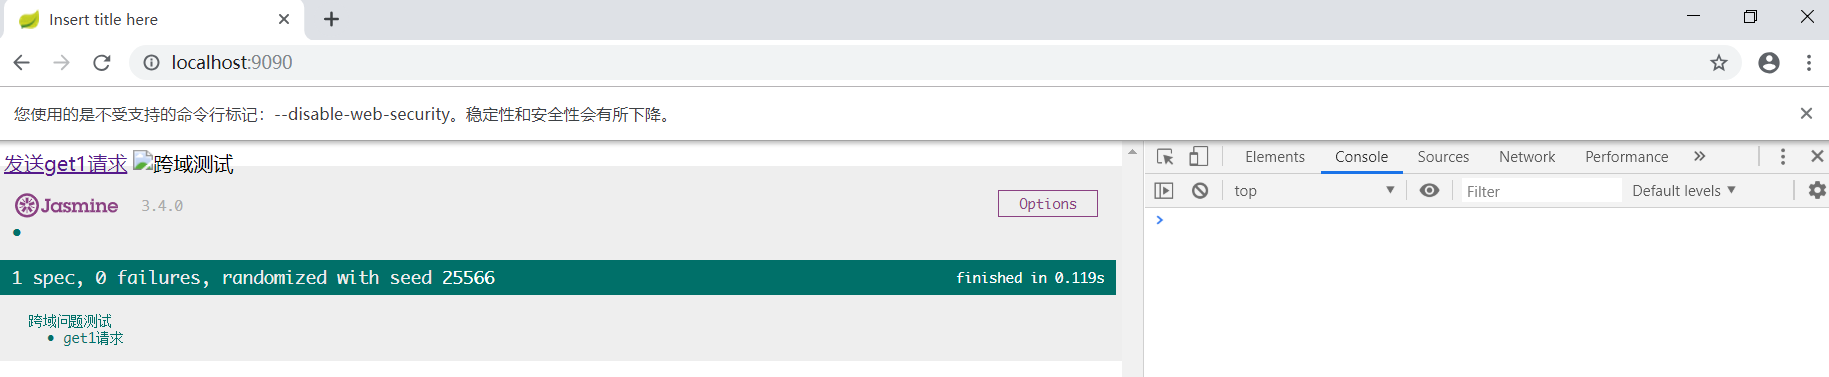 Insert title here
localhost:9090
您使用的是不受支持的命令行标记：--disable-web-security。稳定性和安全性会有所下降。
发送get1请求 跨域测试
Elements Console Sources Network Performance
top Filter Default levels
Jasmine 3.4.0 Options
1 spec, 0 failures, randomized with seed 25566 finished in 0.119s
跨域问题测试
• get1请求